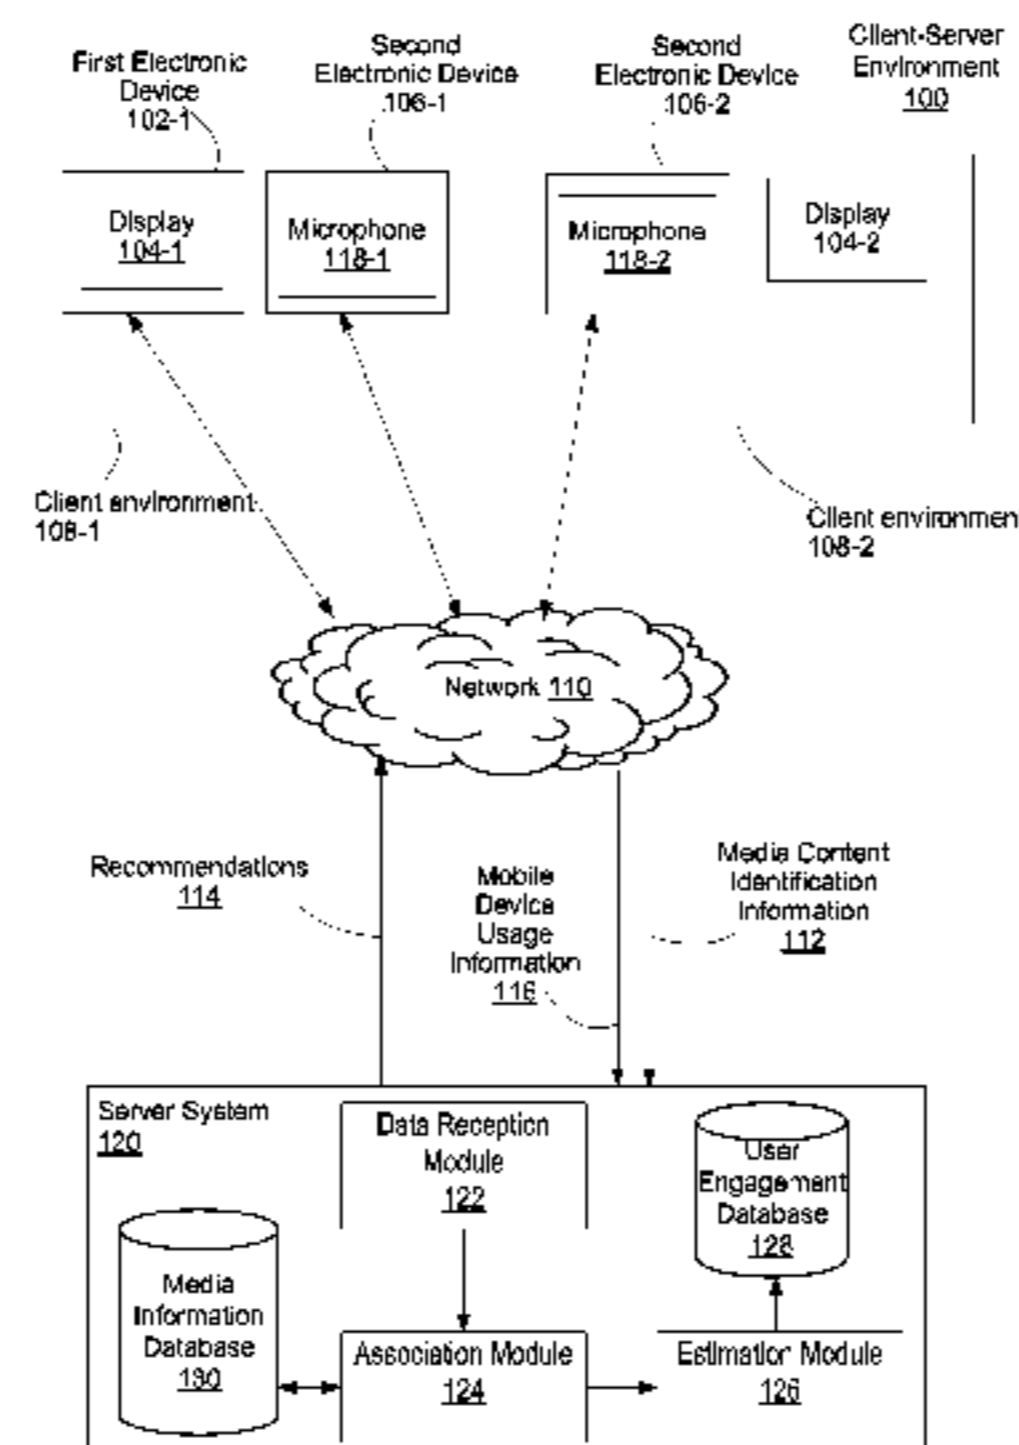 First Electronic
Device
102-1
Second
Electronic Device
106-1
Second
Electronic Device
106-2
Client-Server
Environment
100
Display
104-1
Microphone
118-1
Microphone
118-2
Display
104-2
Client environment
108-1
Client environmen
108-2
Network 110
Recommendations
114
Mobile
Device
Usage
Information
116
Media Content
Identification
Information
112
Server System
120
Data Reception
Module
122
User
Engagement
Database
128
Media
Information
Database
130
Association Module
124
Estimation Module
126